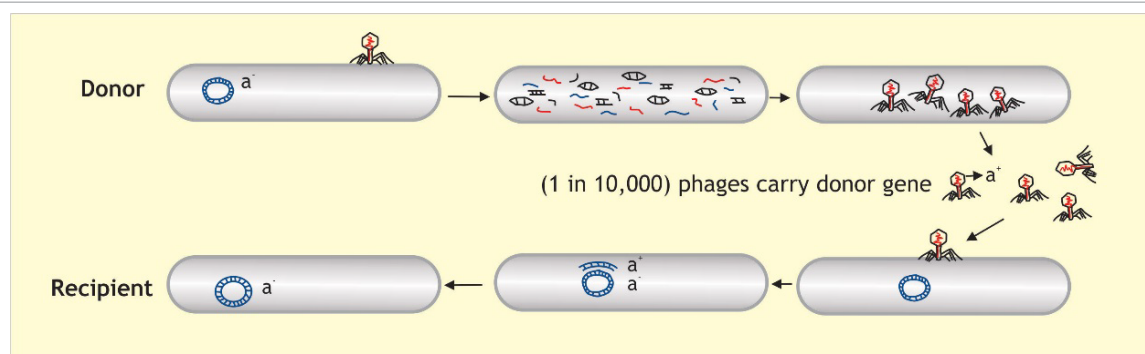 Donor
a⁻
(1 in 10,000) phages carry donor gene
a⁺
Recipient
a⁻
a⁺
a⁻